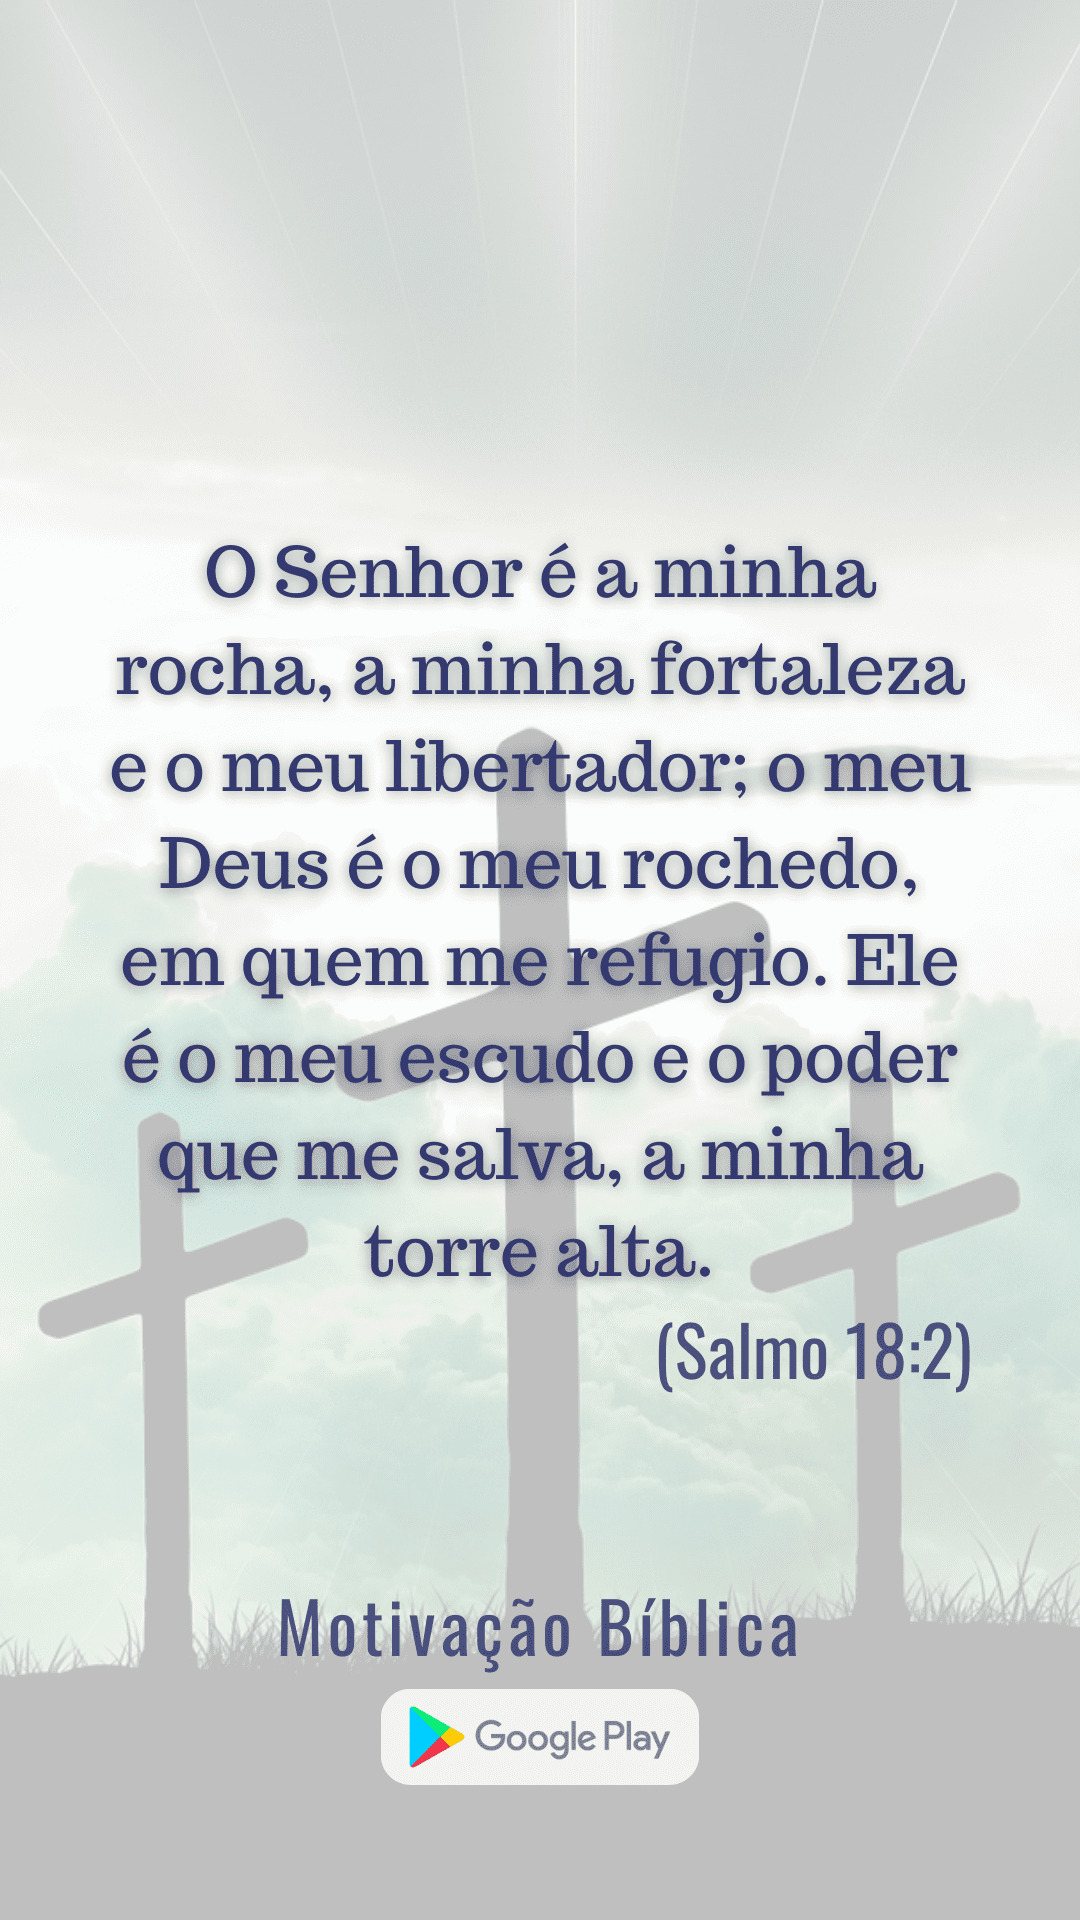 O Senhor é a minha
rocha, a minha fortaleza
e o meu libertador; o meu
Deus é o meu rochedo,
em quem me refugio. Ele
é o meu escudo e o poder
que me salva, a minha
torre alta.
(Salmo 18:2)
Motivação Bíblica
Google Play